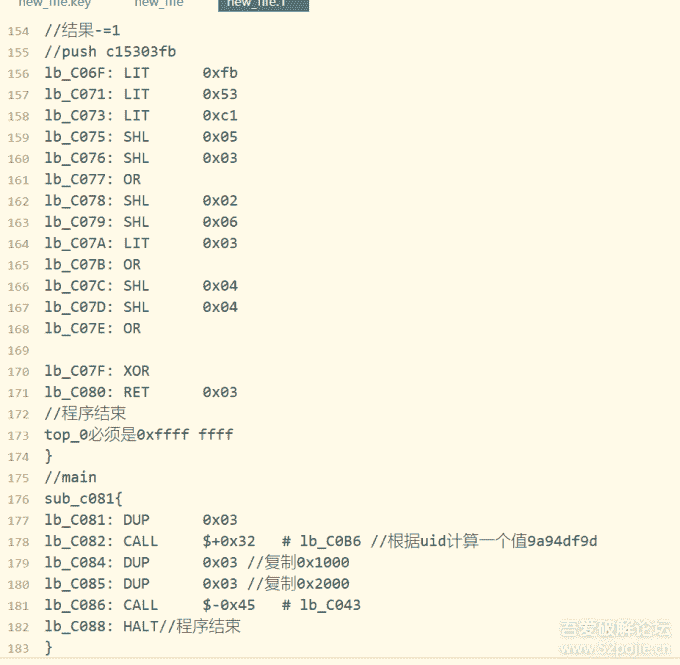 new_file.key new_file new_file.1
154 //结果-=1
155 //push c15303fb
156 lb_C06F: LIT 0xfb
157 lb_C071: LIT 0x53
158 lb_C073: LIT 0xc1
159 lb_C075: SHL 0x05
160 lb_C076: SHL 0x03
161 lb_C077: OR
162 lb_C078: SHL 0x02
163 lb_C079: SHL 0x06
164 lb_C07A: LIT 0x03
165 lb_C07B: OR
166 lb_C07C: SHL 0x04
167 lb_C07D: SHL 0x04
168 lb_C07E: OR
169
170 lb_C07F: XOR
171 lb_C080: RET 0x03
172 //程序结束
173 top_0必须是0xffff ffff
174 }
175 //main
176 sub_c081{
177 lb_C081: DUP 0x03
178 lb_C082: CALL $+0x32 # lb_C0B6 //根据uid计算一个值9a94df9d
179 lb_C084: DUP 0x03 //复制0x1000
180 lb_C085: DUP 0x03 //复制0x2000
181 lb_C086: CALL $-0x45 # lb_C043
182 lb_C088: HALT//程序结束
183 }
吾爱破解论坛
www.52pojie.cn